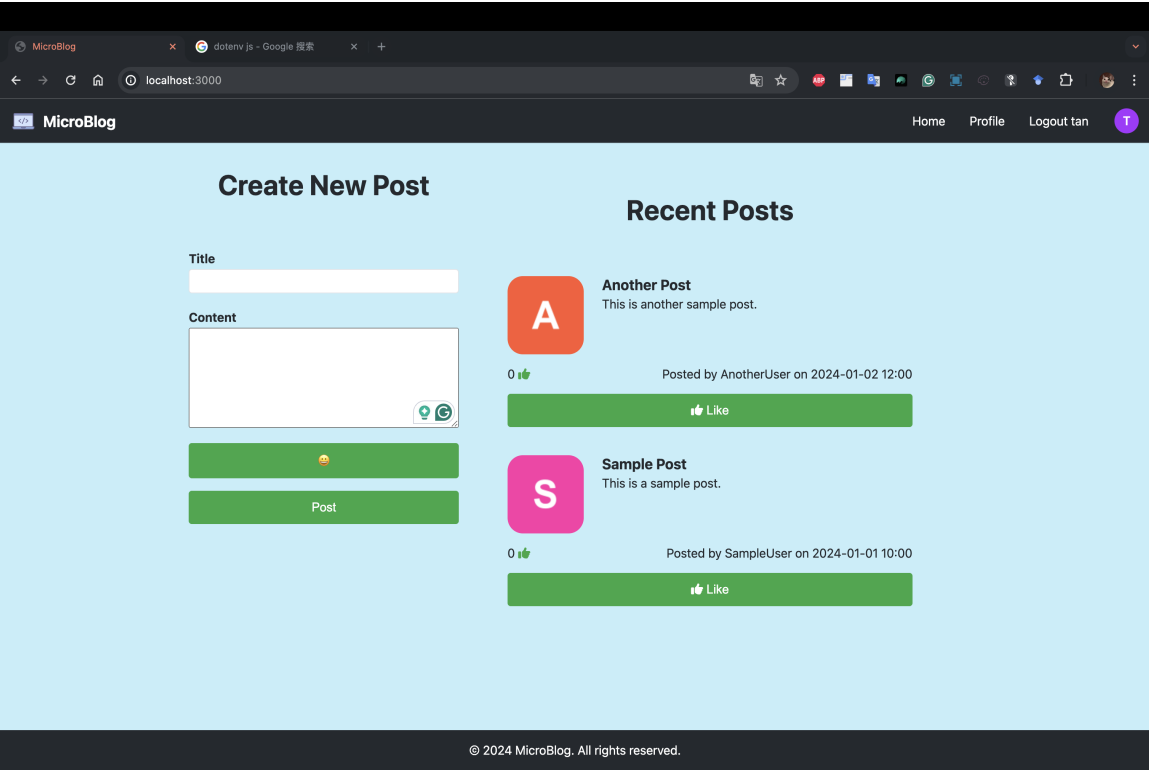 MicroBlog
dotenv js - Google 搜索
localhost:3000
ABP
</> MicroBlog
Home Profile Logout tan T
Create New Post
Title
Content
Post
Recent Posts
A
Another Post
This is another sample post.
0 Posted by AnotherUser on 2024-01-02 12:00
Like
S
Sample Post
This is a sample post.
0 Posted by SampleUser on 2024-01-01 10:00
Like
© 2024 MicroBlog. All rights reserved.